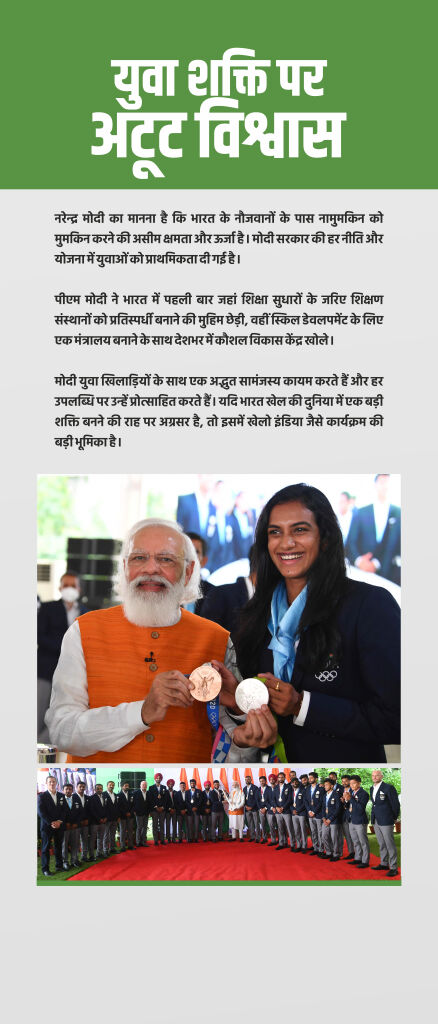 युवा शक्ति पर
अटूट विश्वास
नरेन्द्र मोदी का मानना है कि भारत के नौजवानों के पास नामुमकिन को
मुमकिन करने की असीम क्षमता और ऊर्जा है। मोदी सरकार की हर नीति और
योजना में युवाओं को प्राथमिकता दी गई है।
पीएम मोदी ने भारत में पहली बार जहां शिक्षा सुधारों के जरिए शिक्षण
संस्थानों को प्रतिस्पर्धी बनाने की मुहिम छेड़ी, वहीं स्किल डेवलपमेंट के लिए
एक मंत्रालय बनाने के साथ देशभर में कौशल विकास केंद्र खोले।
मोदी युवा खिलाड़ियों के साथ एक अद्भुत सामंजस्य कायम करते हैं और हर
उपलब्धि पर उन्हें प्रोत्साहित करते हैं। यदि भारत खेल की दुनिया में एक बड़ी
शक्ति बनने की राह पर अग्रसर है, तो इसमें खेलो इंडिया जैसे कार्यक्रम की
बड़ी भूमिका है।